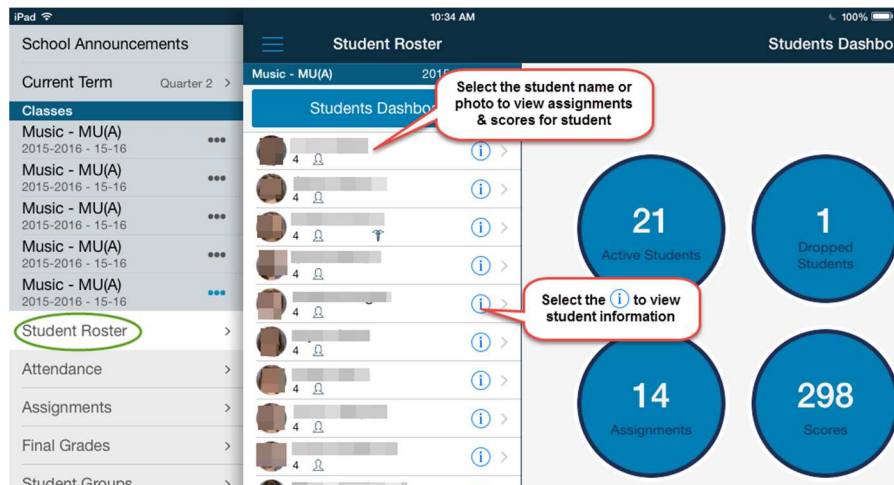 iPad
10:34 AM
100%
School Announcements
Current Term
Quarter 2
Classes
Music - MU(A)
2015-2016 - 15-16
Music - MU(A)
2015-2016 - 15-16
Music - MU(A)
2015-2016 - 15-16
Music - MU(A)
2015-2016 - 15-16
Music - MU(A)
2015-2016 - 15-16
Student Roster
Attendance
Assignments
Final Grades
Student Groups
Student Roster
Music - MU(A)
2015
Students Dashbo
Select the student name or
photo to view assignments
& scores for student
4
4
4
4
4
4
4
4
4
Select the i to view
student information
Students Dashbo
21
Active Students
1
Dropped
Students
14
Assignments
298
Scores